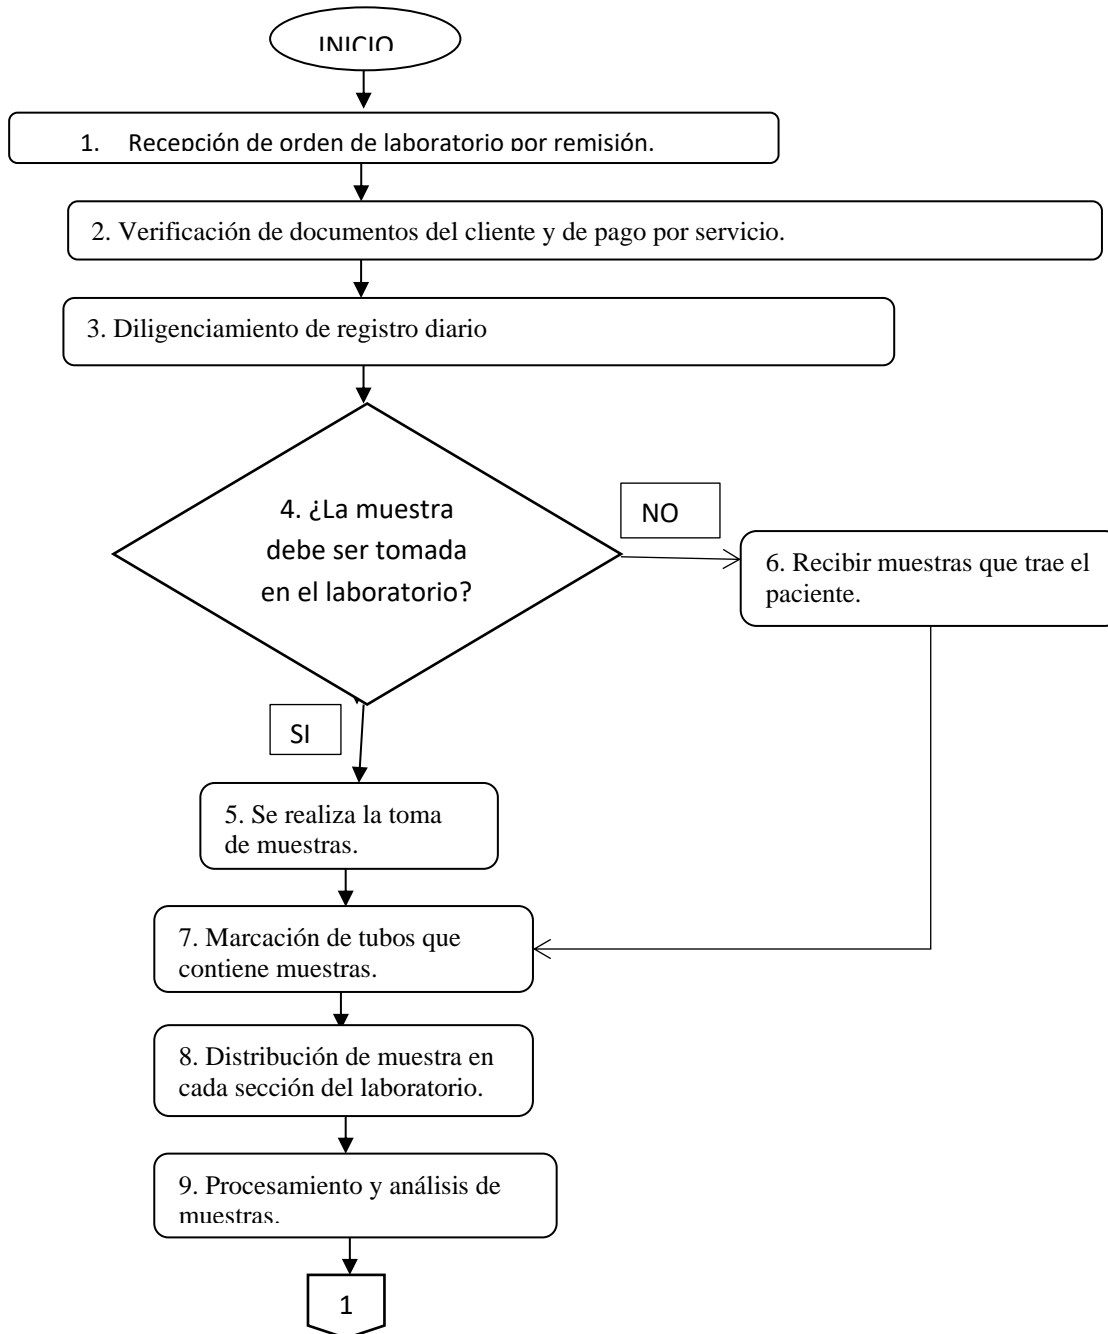 INICIO
1. Recepción de orden de laboratorio por remisión.
2. Verificación de documentos del cliente y de pago por servicio.
3. Diligenciamiento de registro diario
4. ¿La muestra
debe ser tomada
en el laboratorio?
NO
6. Recibir muestras que trae el
paciente.
SI
5. Se realiza la toma
de muestras.
7. Marcación de tubos que
contiene muestras.
8. Distribución de muestra en
cada sección del laboratorio.
9. Procesamiento y análisis de
muestras.
1